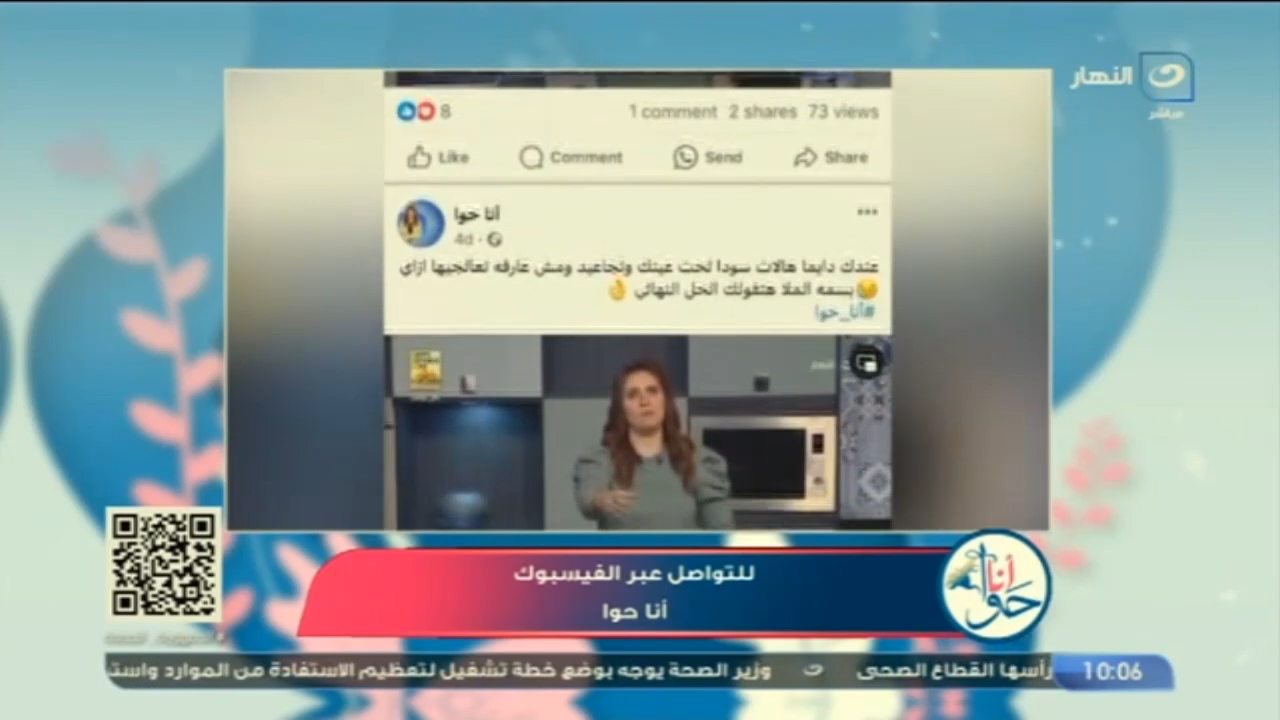 النهار
مباشر
8
1 comment 2 shares 73 views
Like Comment Send Share
أنا حوا
4d
عندك دايما هالات سودا تحت عينك وتجاعيد ومش عارفه تعالجيها ازاي
😥بسمه الملا هتقولك الحل النهائي 👌
#أنا_حوا
للتواصل عبر الفيسبوك
أنا حوا
أنا حوا
10:06 رأسها القطاع الصحى وزير الصحة يوجه بوضع خطة تشغيل لتعظيم الاستفادة من الموارد واست